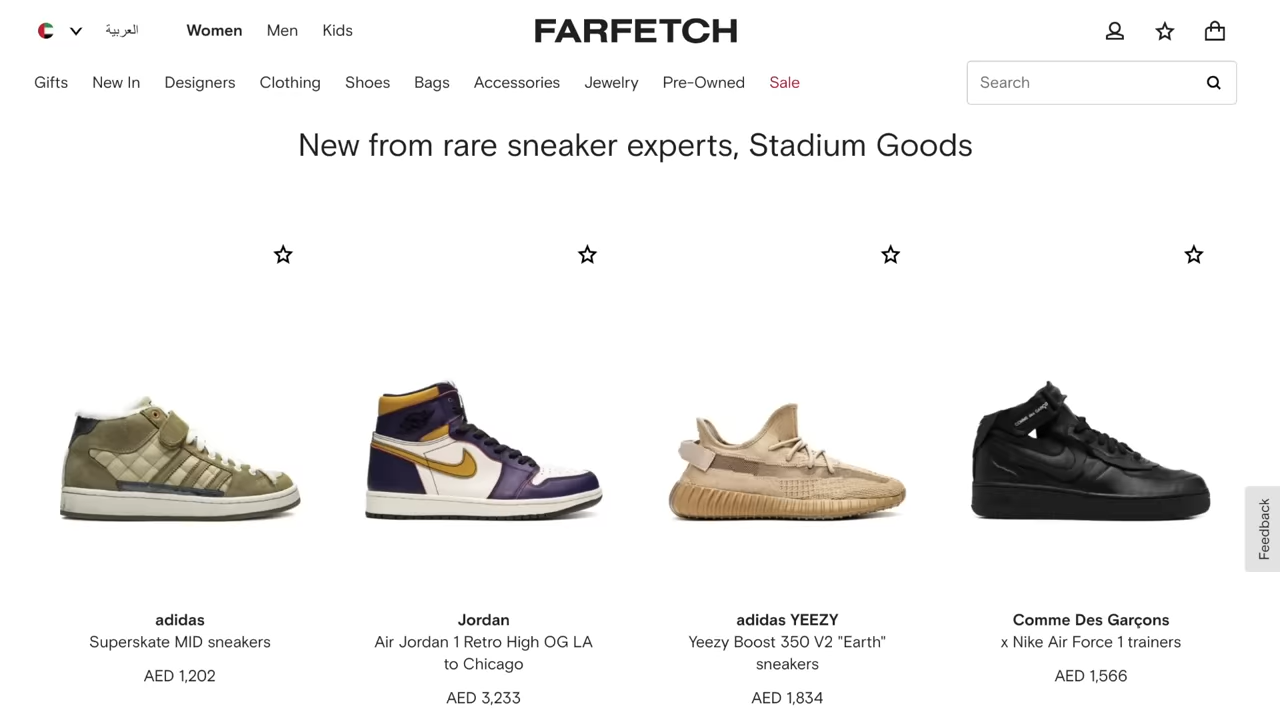 العربية
Women Men Kids
FARFETCH
Gifts New In Designers Clothing Shoes Bags Accessories Jewelry Pre-Owned Sale
Search
New from rare sneaker experts, Stadium Goods
COMME des GARÇONS
Feedback
adidas
Superskate MID sneakers
AED 1,202
Jordan
Air Jordan 1 Retro High OG LA
to Chicago
AED 3,233
adidas YEEZY
Yeezy Boost 350 V2 "Earth"
sneakers
AED 1,834
Comme Des Garçons
x Nike Air Force 1 trainers
AED 1,566